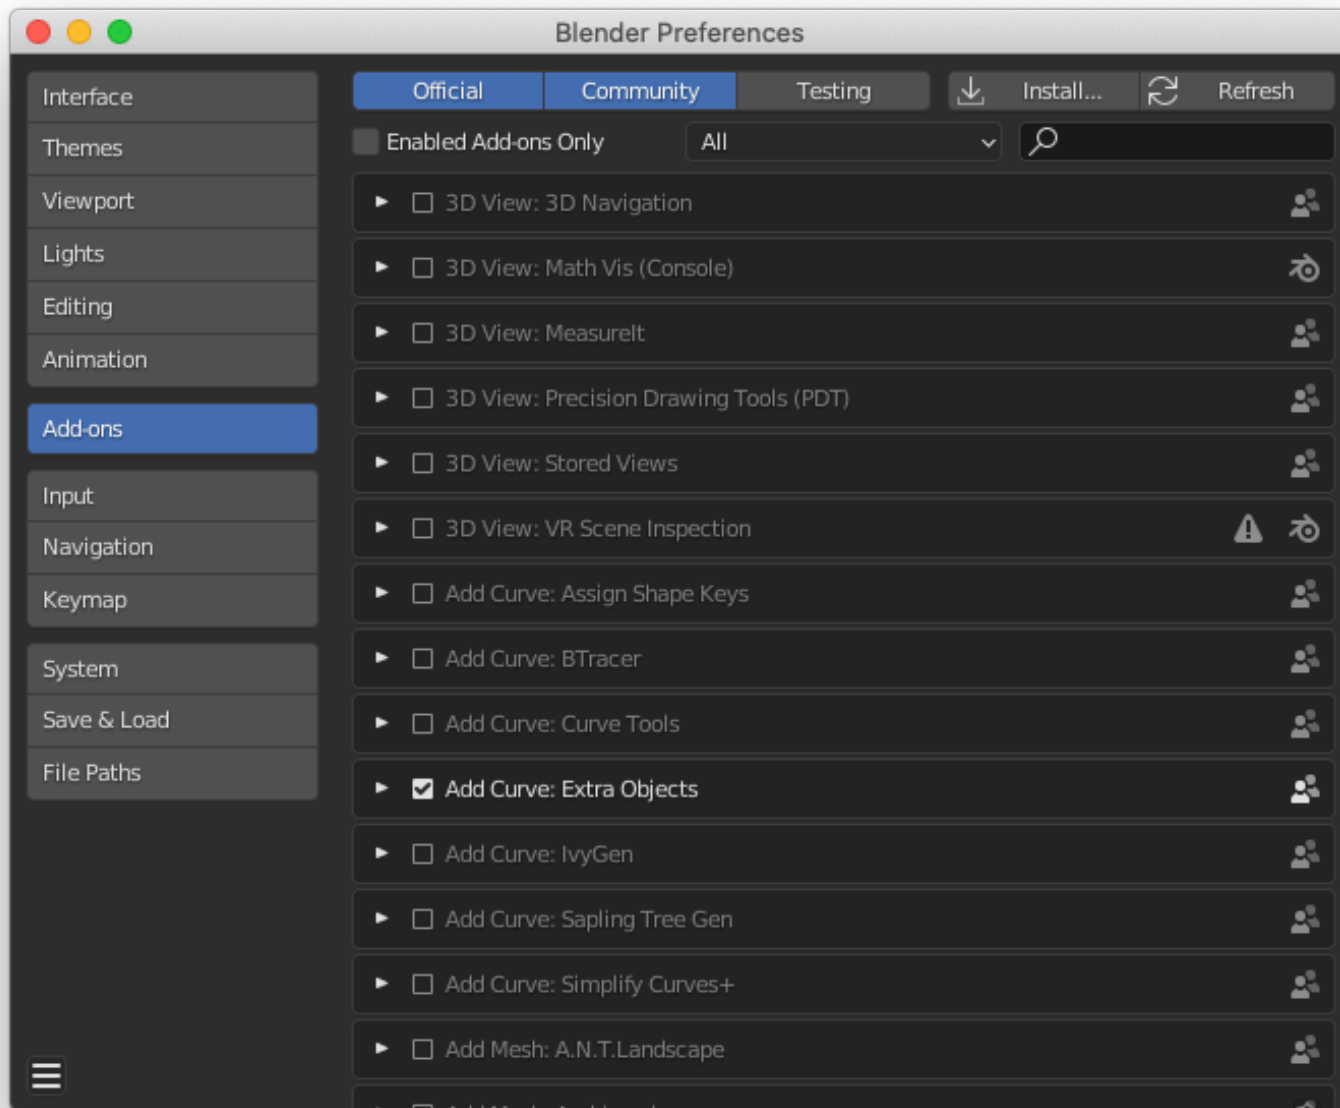 Blender Preferences
Interface
Themes
Viewport
Lights
Editing
Animation
Add-ons
Input
Navigation
Keymap
System
Save & Load
File Paths
Official Community Testing Install... Refresh
Enabled Add-ons Only All
3D View: 3D Navigation
3D View: Math Vis (Console)
3D View: MeasureIt
3D View: Precision Drawing Tools (PDT)
3D View: Stored Views
3D View: VR Scene Inspection
Add Curve: Assign Shape Keys
Add Curve: BTracer
Add Curve: Curve Tools
Add Curve: Extra Objects
Add Curve: IvyGen
Add Curve: Sapling Tree Gen
Add Curve: Simplify Curves+
Add Mesh: A.N.T.Landscape